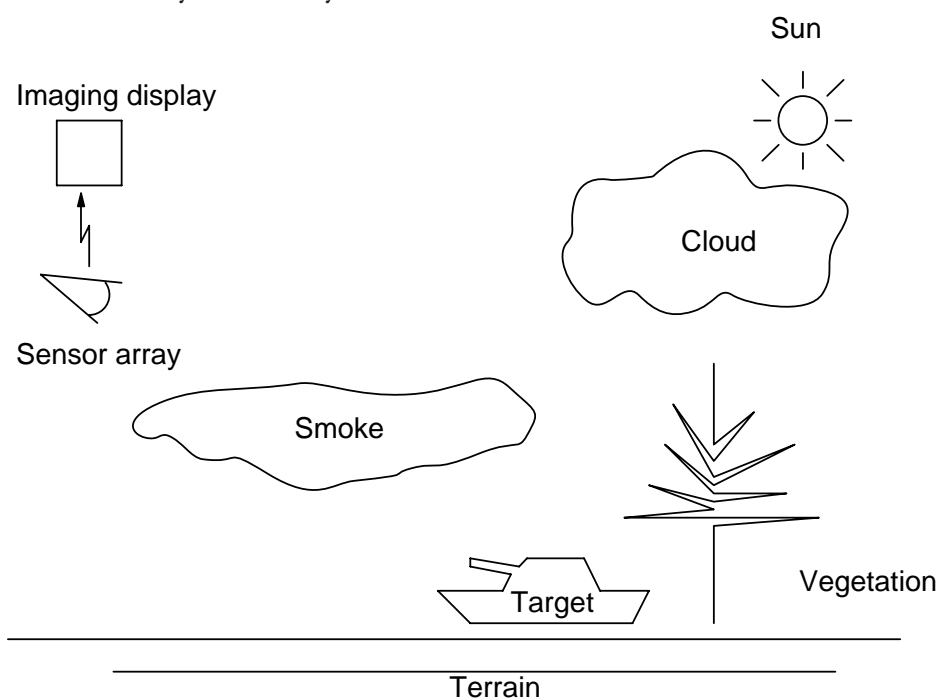 Sun
Imaging display
Cloud
Sensor array
Smoke
Target
Vegetation
Terrain